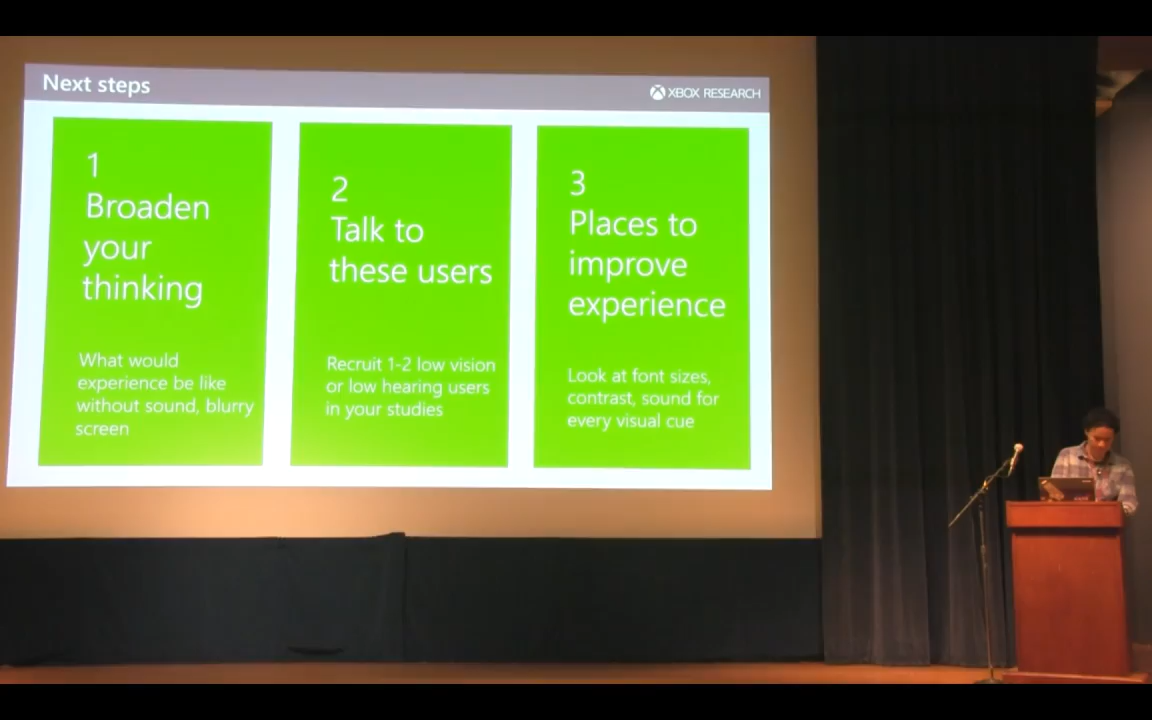 Next steps
XBOX RESEARCH
1
Broaden
your
thinking
What would
experience be like
without sound, blurry
screen
2
Talk to
these users
Recruit 1-2 low vision
or low hearing users
in your studies
3
Places to
improve
experience
Look at font sizes,
contrast, sound for
every visual cue